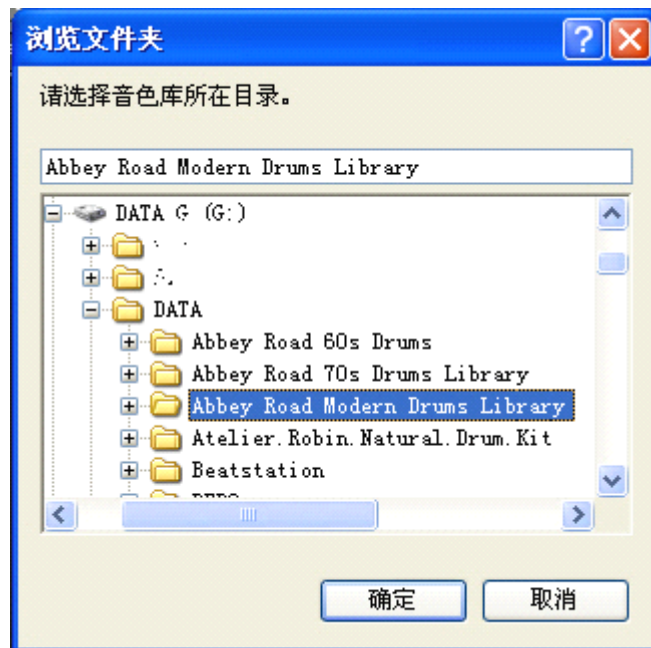 浏览文件夹
请选择音色库所在目录。
Abbey Road Modern Drums Library
DATA G (G:)
DATA
Abbey Road 60s Drums
Abbey Road 70s Drums Library
Abbey Road Modern Drums Library
Atelier.Robin.Natural.Drum.Kit
Beatstation
确定
取消